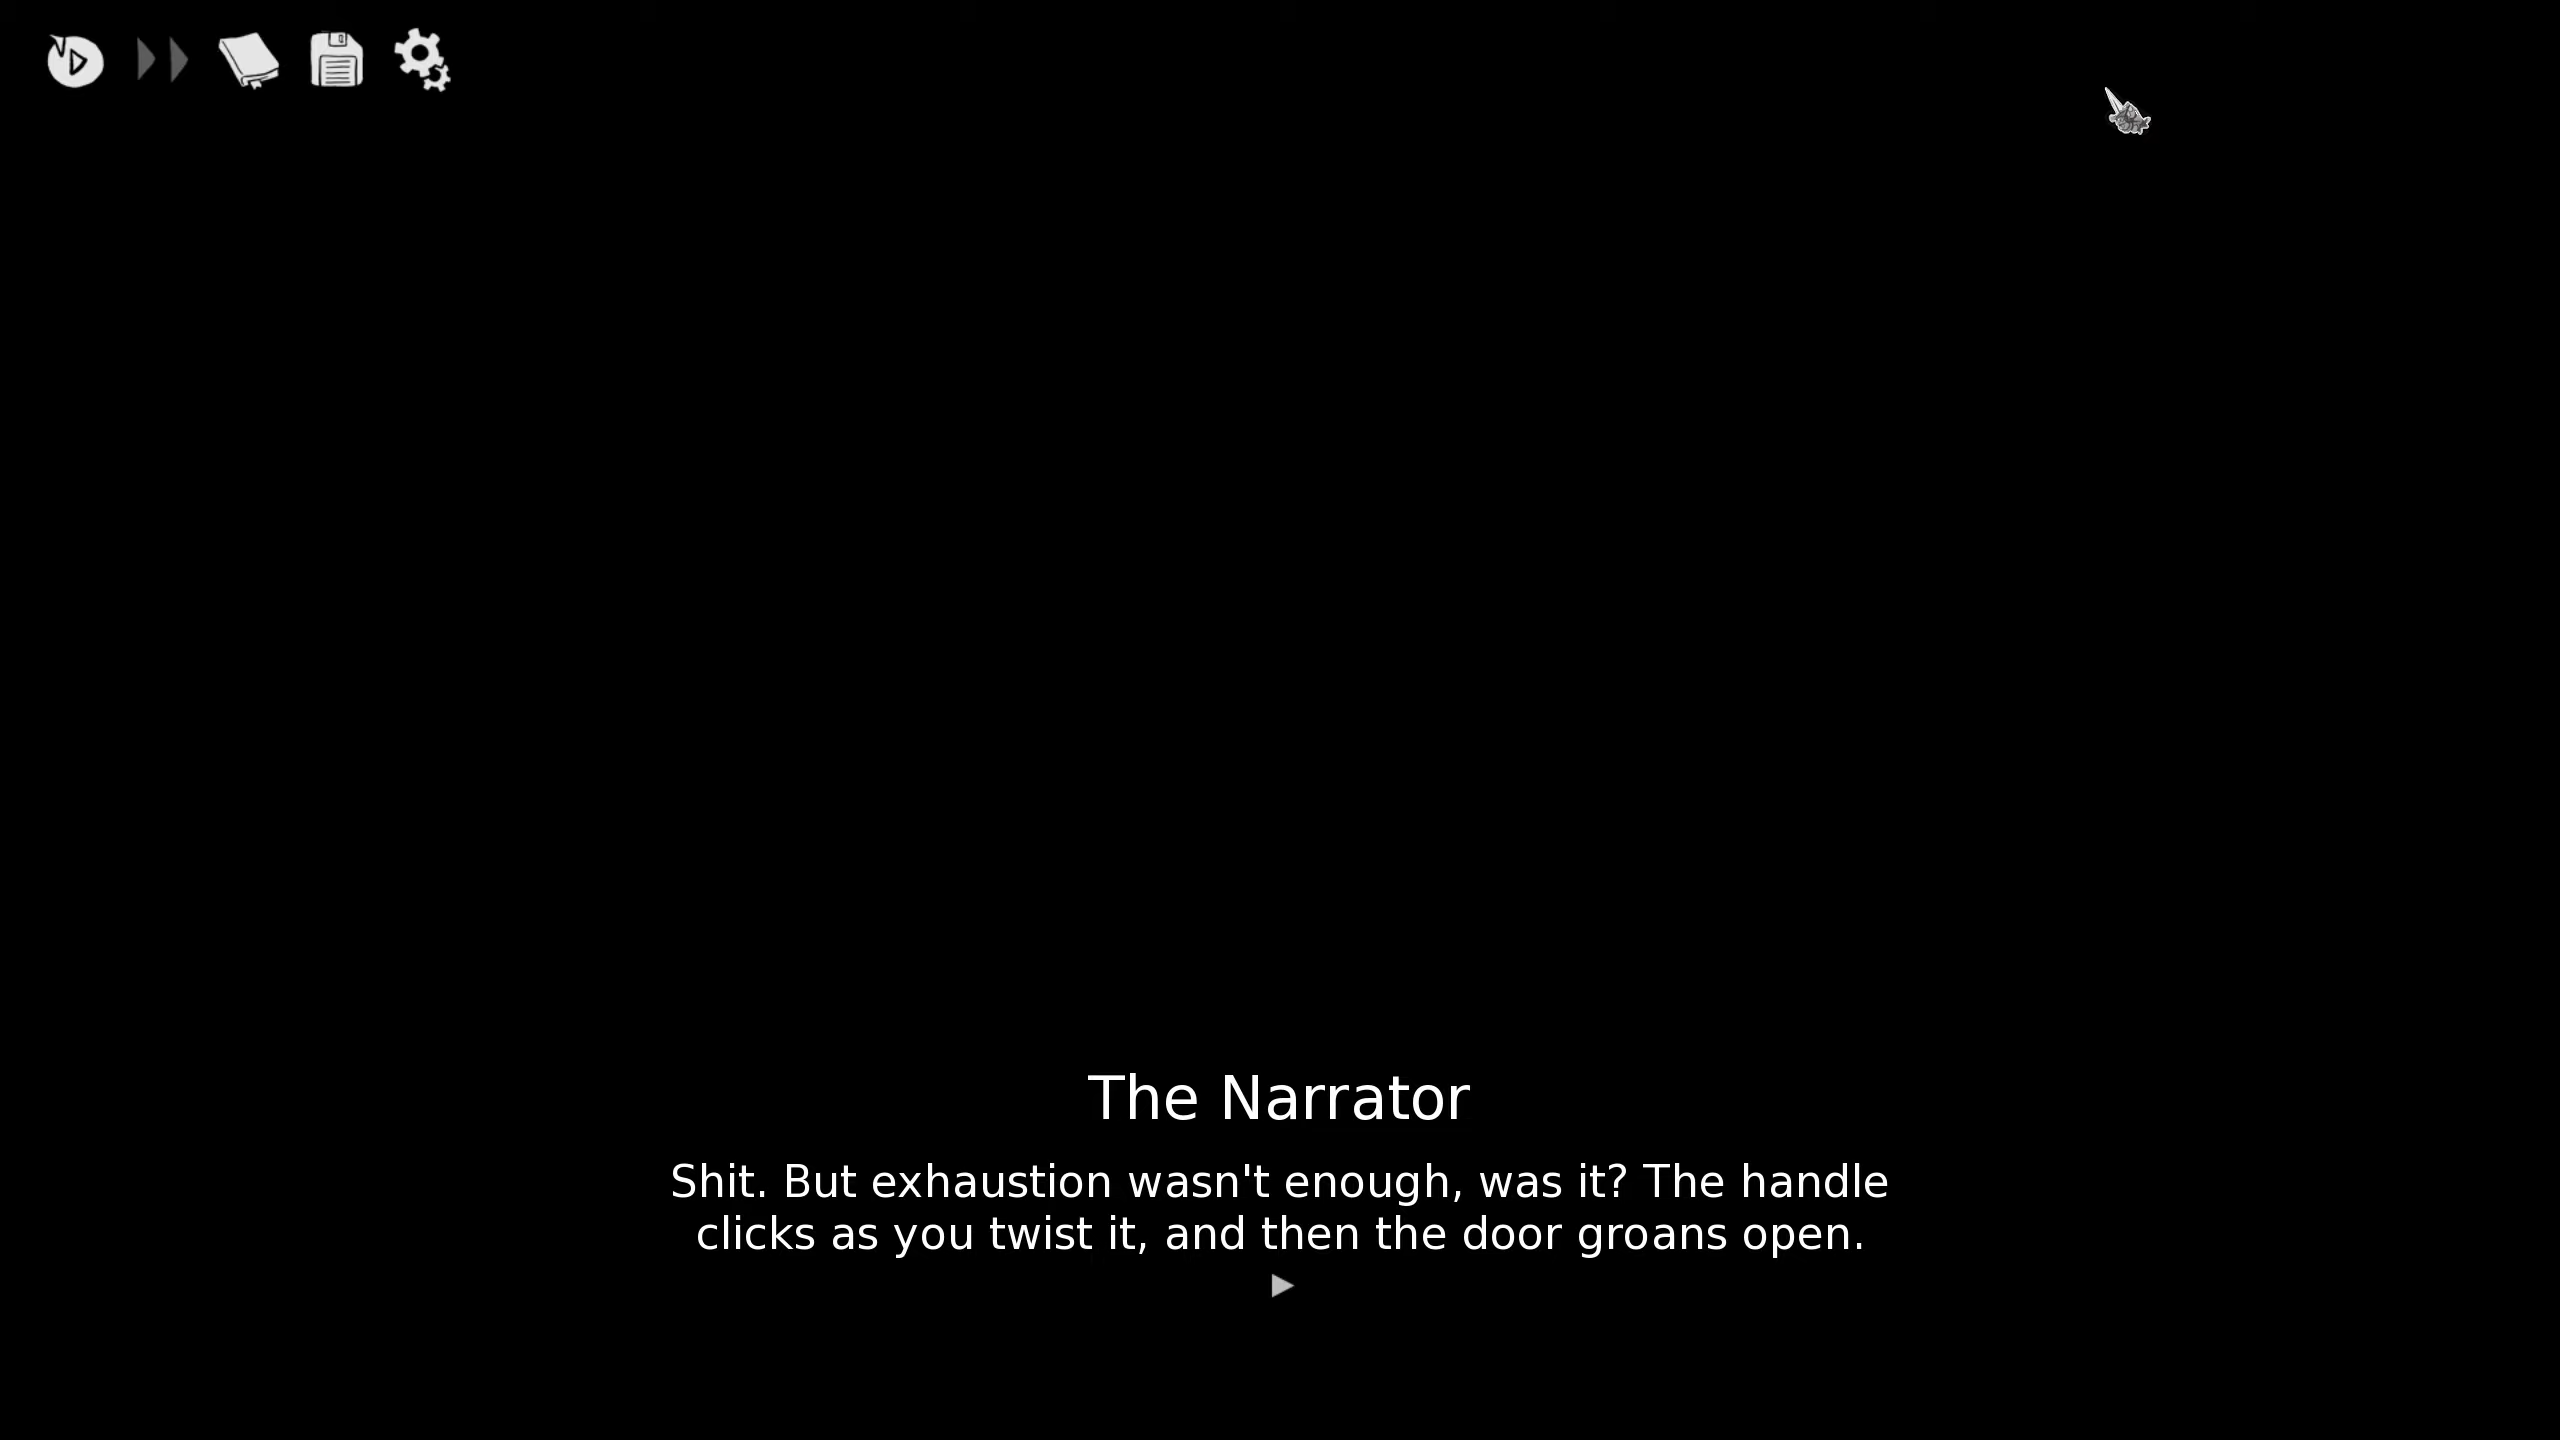 The Narrator
Shit. But exhaustion wasn't enough, was it? The handle
clicks as you twist it, and then the door groans open.